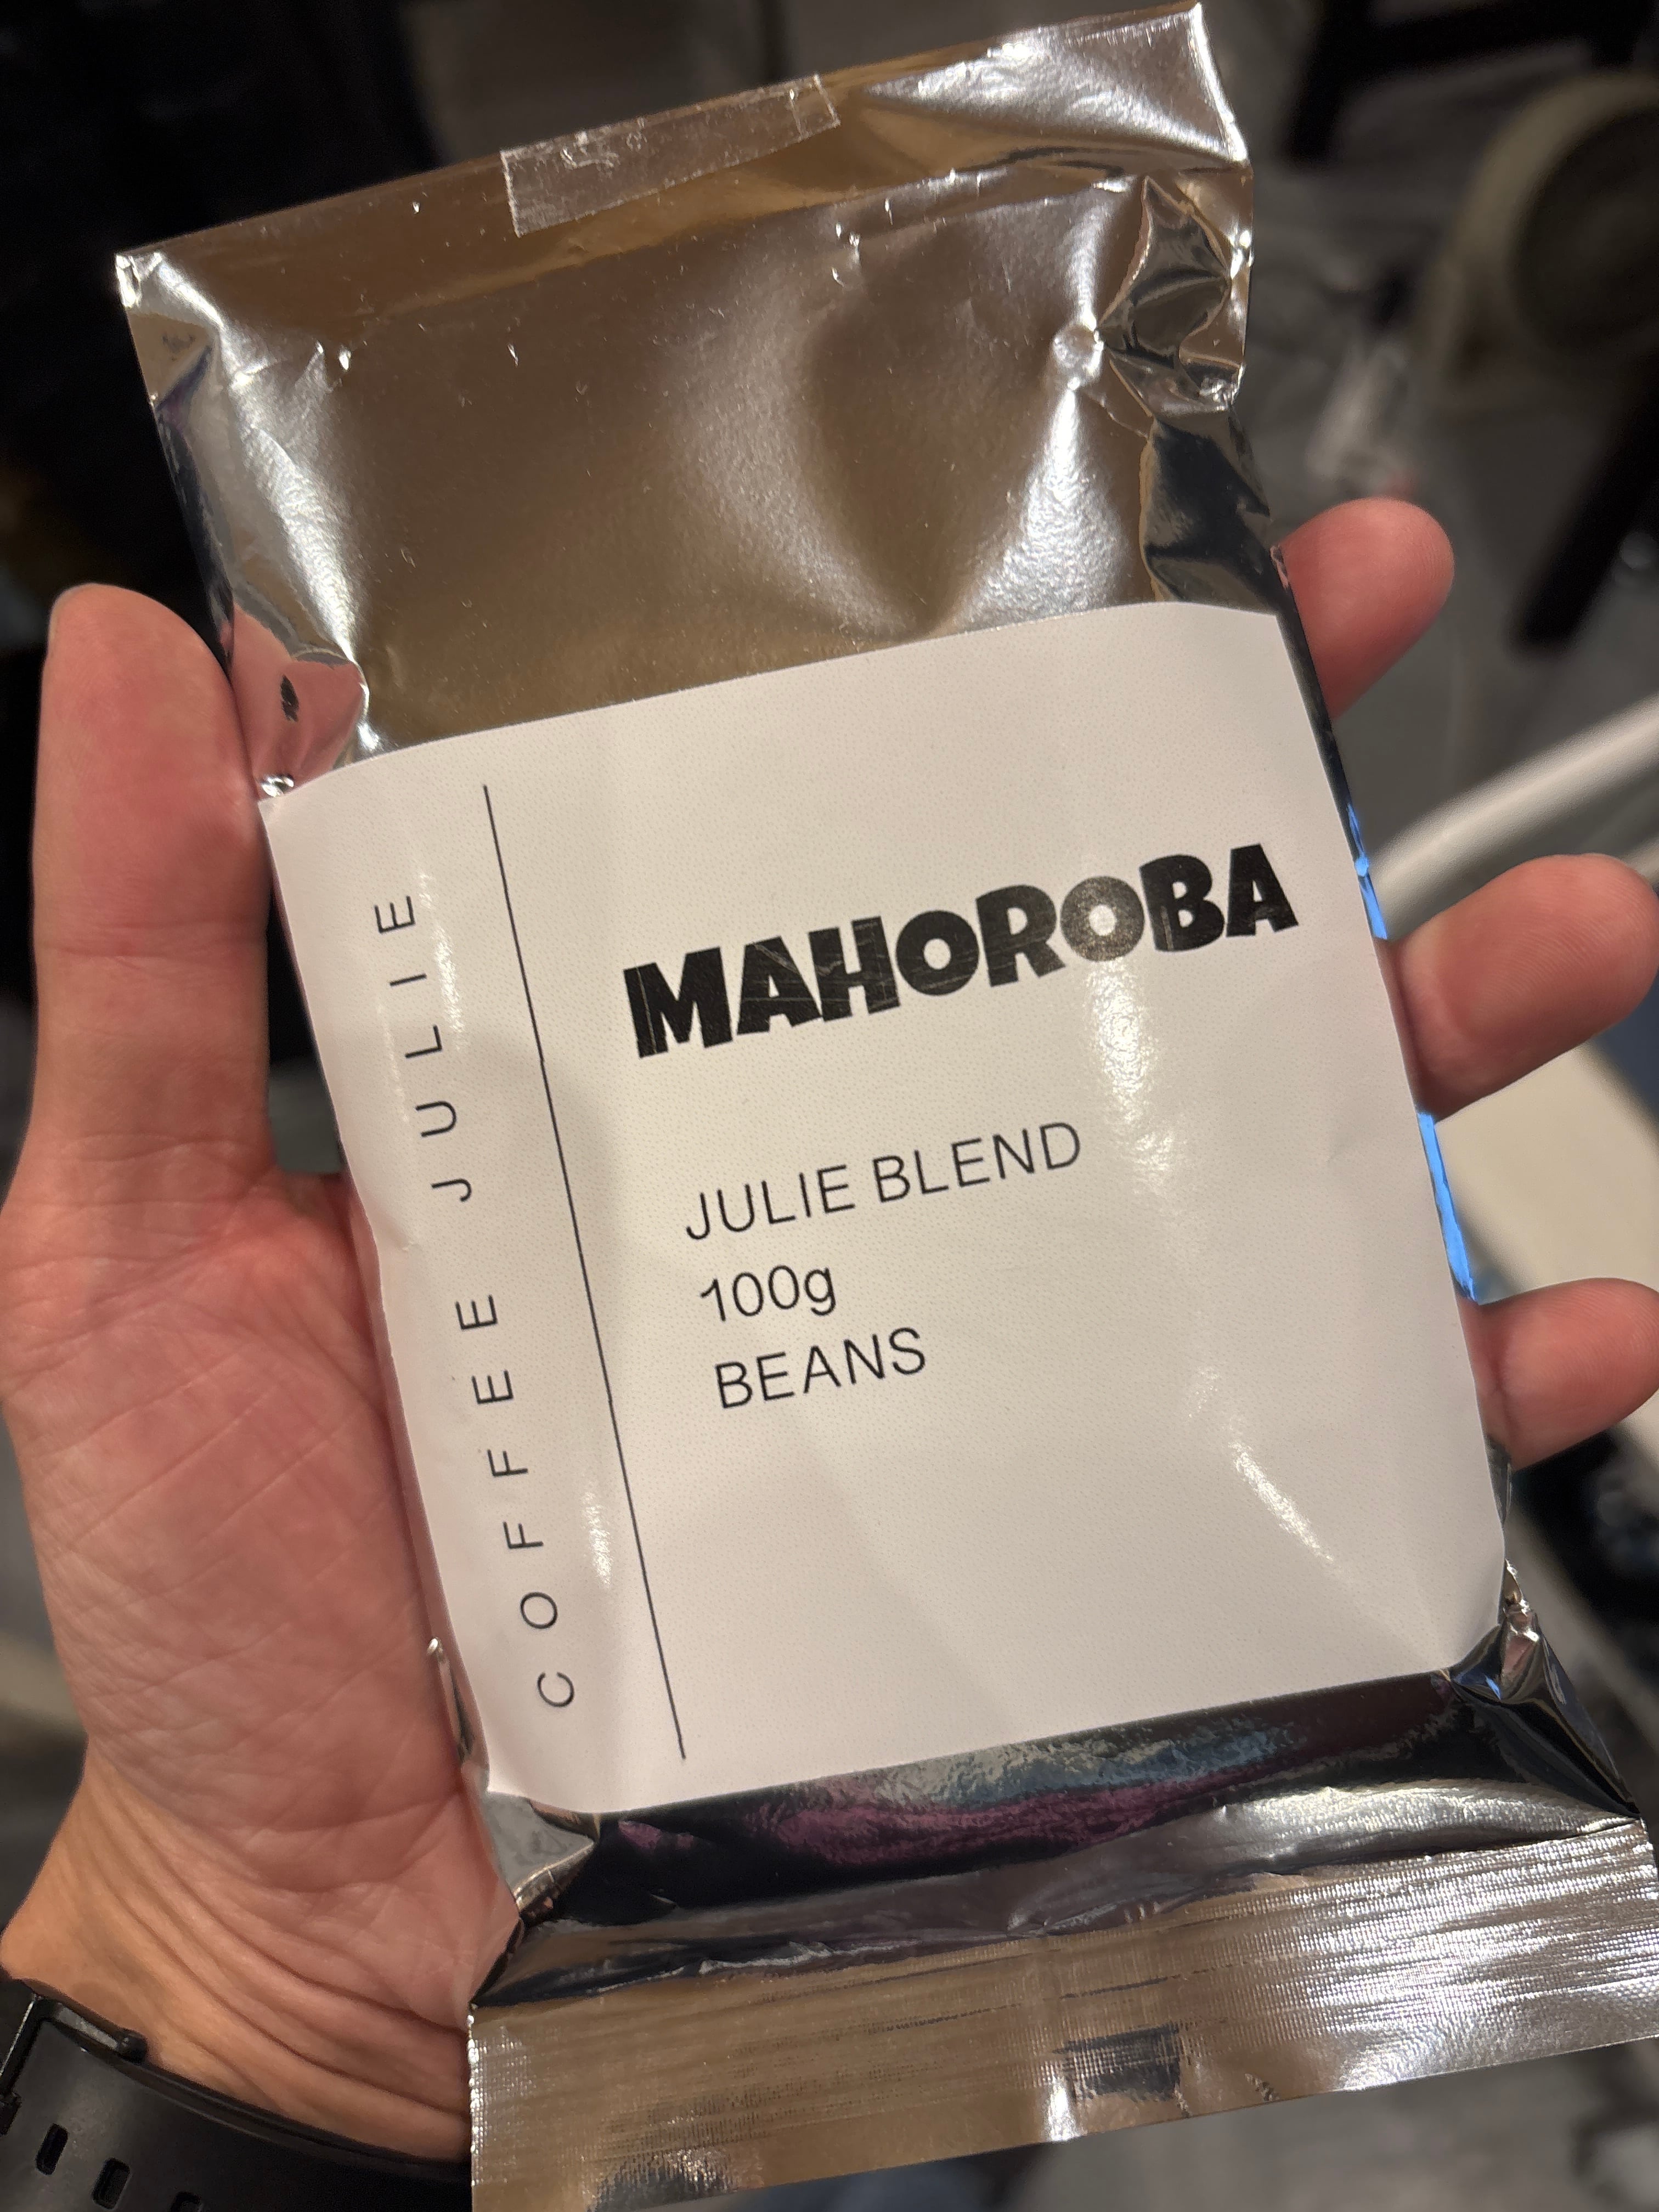 COFFEE JULIE
MAHOROBA
JULIE BLEND
100g
BEANS